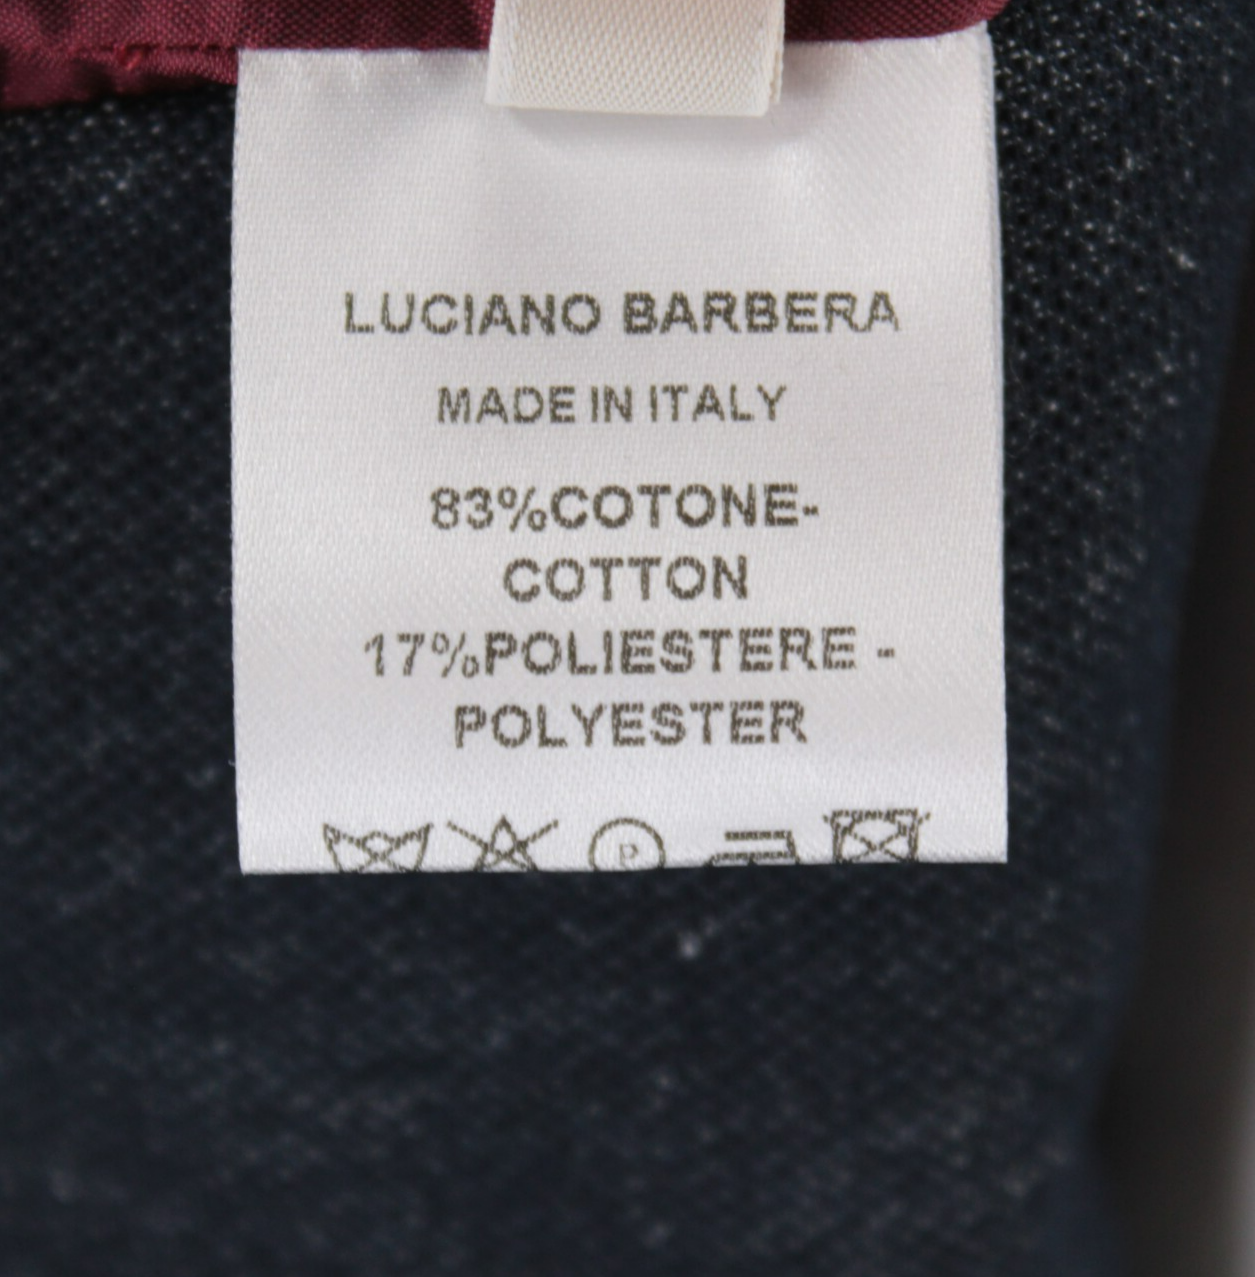 LUCIANO BARBERA
MADE IN ITALY
83%COTONE-
COTTON
17%POLIESTERE -
POLYESTER
P